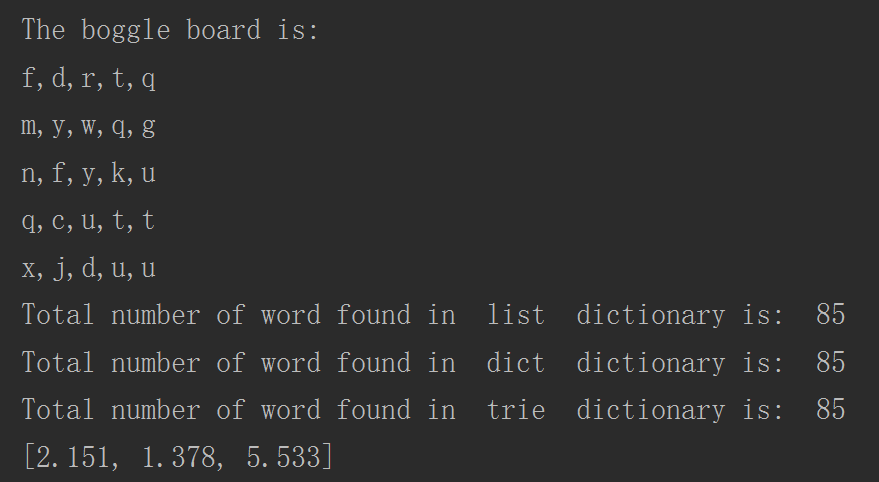 The boggle board is:
f,d,r,t,q
m,y,w,q,g
n,f,y,k,u
q,c,u,t,t
x,j,d,u,u
Total number of word found in  list  dictionary is:  85
Total number of word found in  dict  dictionary is:  85
Total number of word found in  trie  dictionary is:  85
[2.151, 1.378, 5.533]